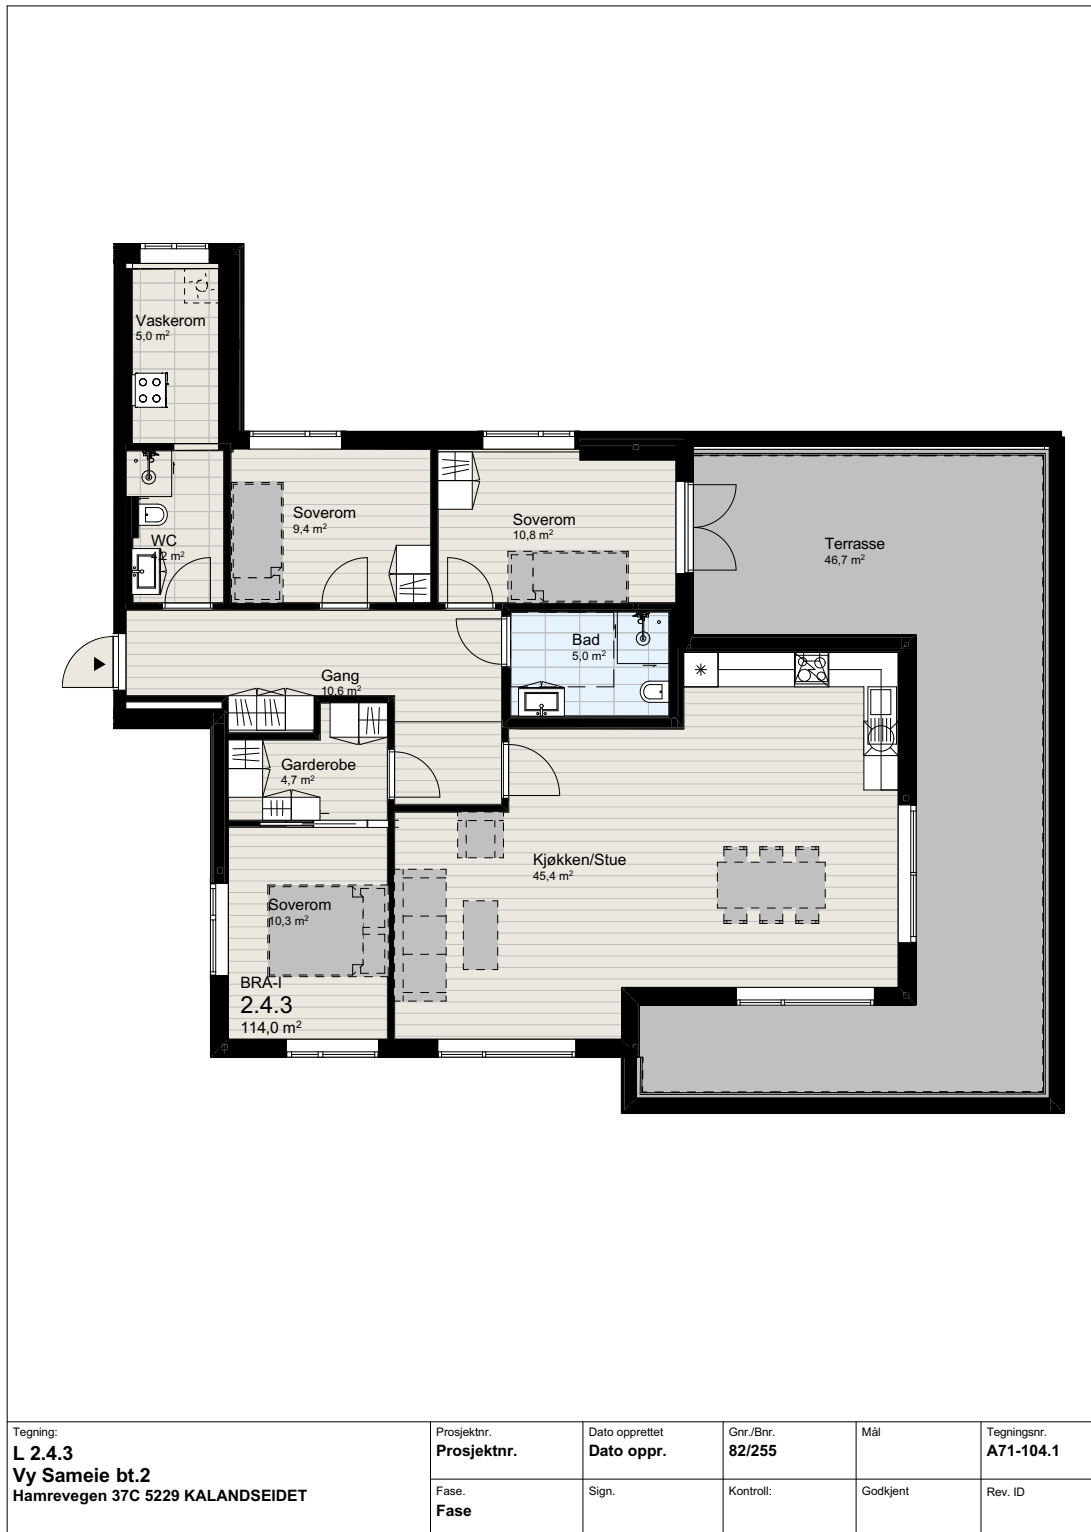 Vaskerom
5,0 m²
WC
4,2 m²
Soverom
9,4 m²
Soverom
10,8 m²
Terrasse
46,7 m²
Bad
5,0 m²
Gang
10,6 m²
Garderobe
4,7 m²
Kjøkken/Stue
45,4 m²
Soverom
10,3 m²
BRA-I
2.4.3
114,0 m²
Tegning:
L 2.4.3
Vy Sameie bt.2
Hamrevegen 37C 5229 KALANDSEIDET
Prosjektnr.
Prosjektnr.
Dato opprettet
Dato oppr.
Gnr./Bnr.
82/255
Mål
Tegningsnr.
A71-104.1
Fase.
Fase
Sign.
Kontroll:
Godkjent
Rev. ID